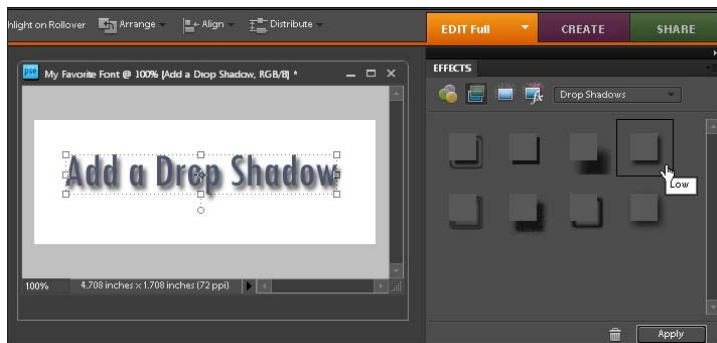 hlight on Rollover Arrange Align Distribute EDIT Full CREATE SHARE
EFFECTS
pse My Favorite Font @ 100% (Add a Drop Shadow, RGB/8) *
Drop Shadows
Add a Drop Shadow
Low
100% 4.708 inches x 1.708 inches (72 ppi)
Apply